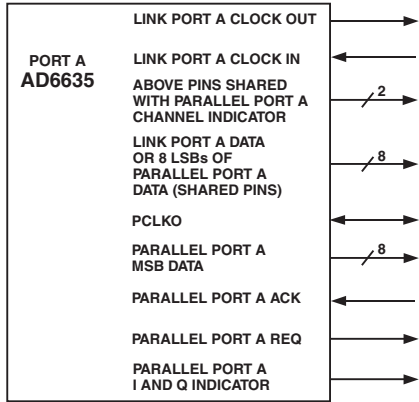 LINK PORT A CLOCK OUT
PORT A
AD6635
LINK PORT A CLOCK IN
ABOVE PINS SHARED
WITH PARALLEL PORT A
CHANNEL INDICATOR
2
LINK PORT A DATA
OR 8 LSBs OF
PARALLEL PORT A
DATA (SHARED PINS)
8
PCLKO
PARALLEL PORT A
MSB DATA
8
PARALLEL PORT A ACK
PARALLEL PORT A REQ
PARALLEL PORT A
I AND Q INDICATOR